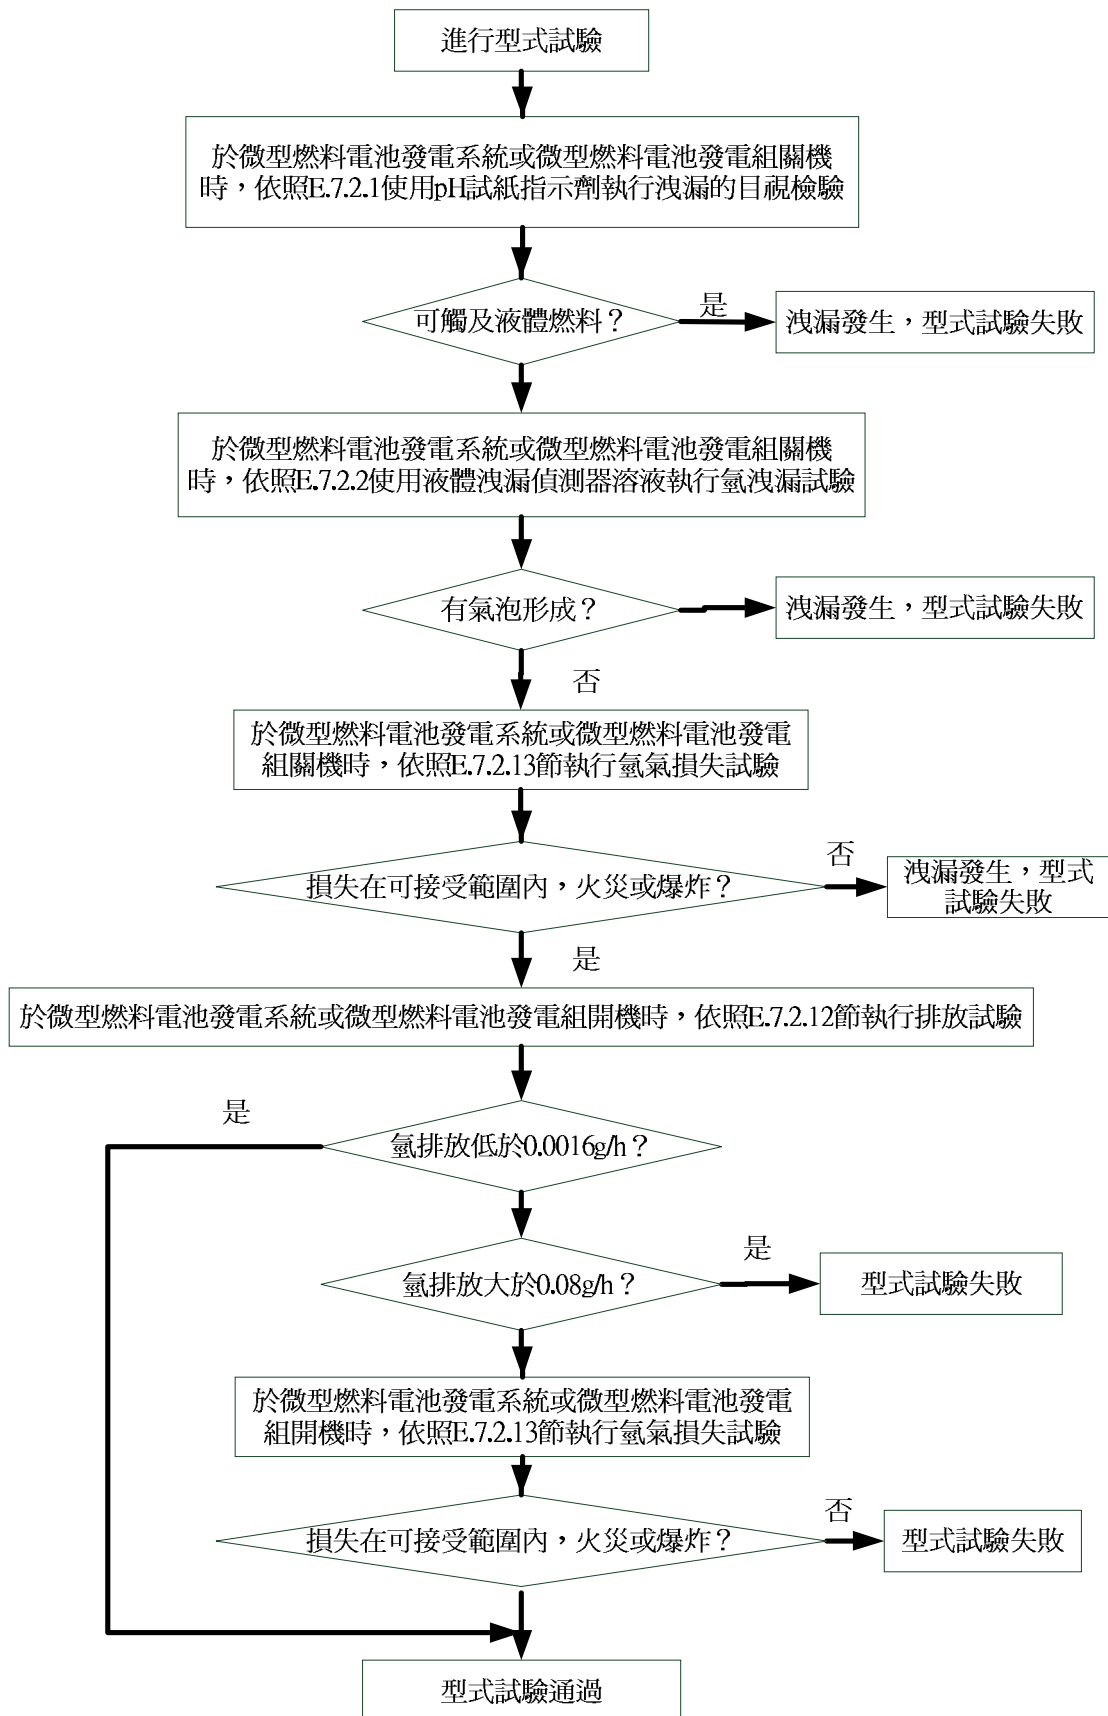 進行型式試驗
於微型燃料電池發電系統或微型燃料電池發電組關機
時，依照E.7.2.1使用pH試紙指示劑執行洩漏的目視檢驗
可觸及液體燃料？
是
洩漏發生，型式試驗失敗
於微型燃料電池發電系統或微型燃料電池發電組關機
時，依照E.7.2.2使用液體洩漏偵測器溶液執行氫洩漏試驗
有氣泡形成？
洩漏發生，型式試驗失敗
否
於微型燃料電池發電系統或微型燃料電池發電
組關機時，依照E.7.2.13節執行氫氣損失試驗
損失在可接受範圍內，火災或爆炸？
否
洩漏發生，型式
試驗失敗
是
於微型燃料電池發電系統或微型燃料電池發電組開機時，依照E.7.2.12節執行排放試驗
是
氫排放低於0.0016g/h？
氫排放大於0.08g/h？
是
型式試驗失敗
於微型燃料電池發電系統或微型燃料電池發電
組開機時，依照E.7.2.13節執行氫氣損失試驗
損失在可接受範圍內，火災或爆炸？
否
型式試驗失敗
型式試驗通過